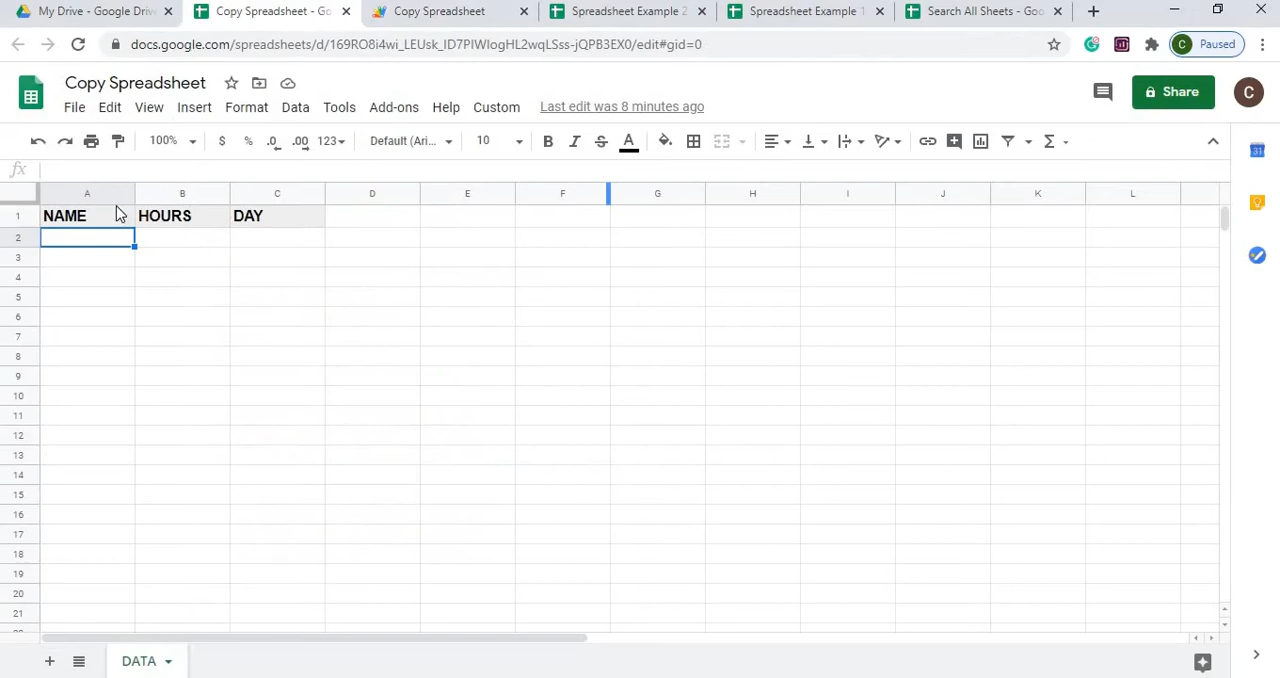 My Drive - Google Drive
Copy Spreadsheet - Go
Copy Spreadsheet
Spreadsheet Example 2
Spreadsheet Example 1
Search All Sheets - Goo
docs.google.com/spreadsheets/d/169RO8i4wi_LEUsk_ID7PIWIogHL2wqLSss-jQPB3EX0/edit#gid=0
C Paused
Copy Spreadsheet
File Edit View Insert Format Data Tools Add-ons Help Custom Last edit was 8 minutes ago
Share
C
100% $ % .0 .00 123 Default (Ari... 10 B I S A Σ
31
fx
A B C D E F G H I J K L
1 NAME HOURS DAY
2
3
4
5
6
7
8
9
10
11
12
13
14
15
16
17
18
19
20
21
+ DATA